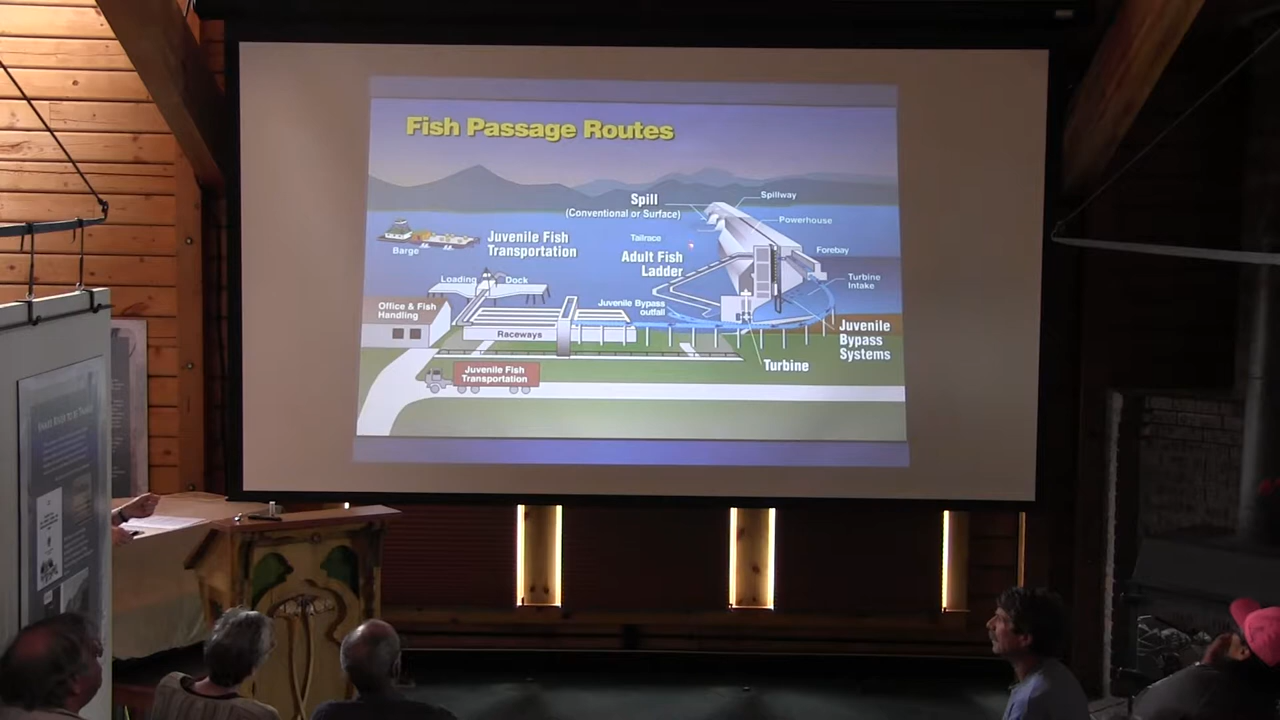 Fish Passage Routes
Spill
(Conventional or Surface)
Spillway
Powerhouse
Tailrace
Forebay
Barge
Juvenile Fish
Transportation
Adult Fish
Ladder
Turbine
Intake
Loading Dock
Office & Fish
Handling
Juvenile Bypass
outfall
Raceways
Juvenile
Bypass
Systems
Turbine
Juvenile Fish
Transportation